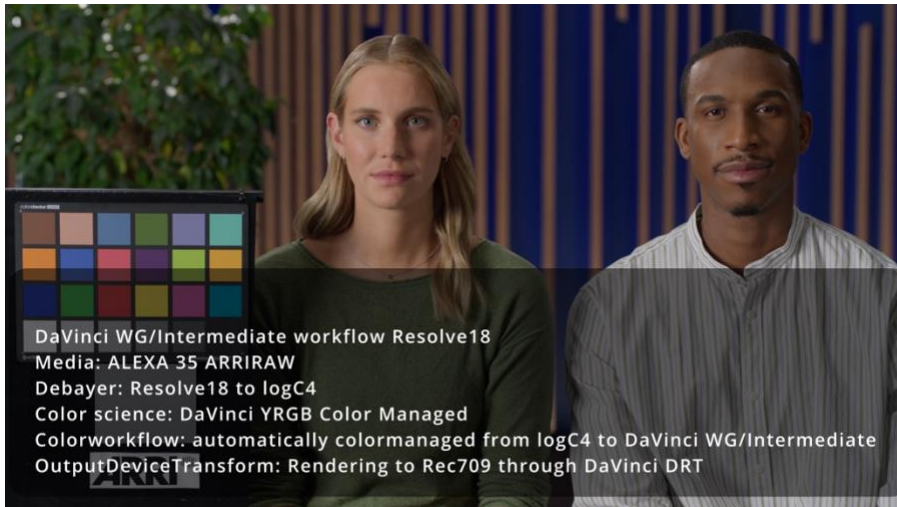 DaVinci WG/Intermediate workflow Resolve18
Media: ALEXA 35 ARRIRAW
Debayer: Resolve18 to logC4
Color science: DaVinci YRGB Color Managed
Colorworkflow: automatically colormanaged from logC4 to DaVinci WG/Intermediate
OutputDeviceTransform: Rendering to Rec709 through DaVinci DRT
ARRI